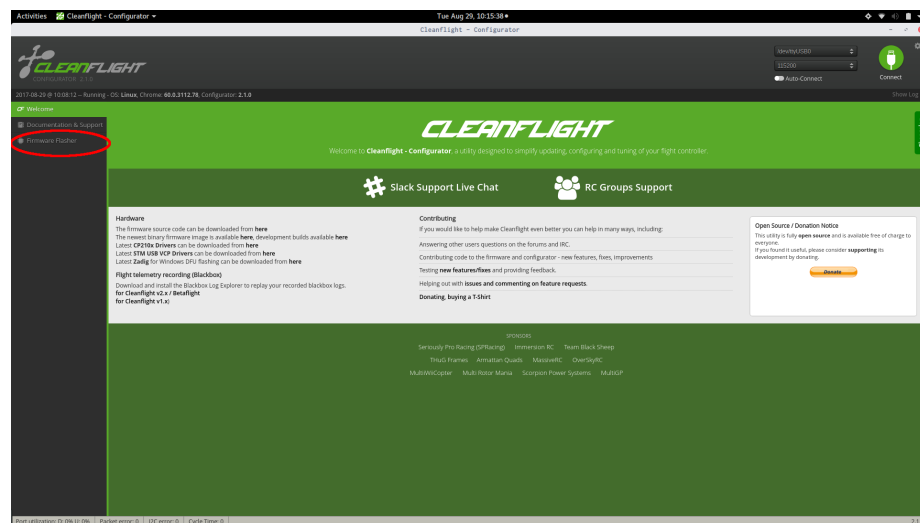 Activities Cleanflight - Configurator Tue Aug 29, 10:15:38
Cleanflight - Configurator
CLEANFLIGHT
CONFIGURATOR 2.1.0
/dev/ttyUSB0
115200
Auto-Connect
Connect
2017-08-29 @ 10:08:12 -- Running - OS: Linux, Chrome: 60.0.3112.78, Configurator: 2.1.0
Show Log
Welcome
Documentation & Support
Firmware Flasher
CLEANFLIGHT
Welcome to Cleanflight - Configurator, a utility designed to simplify updating, configuring and tuning of your flight controller.
Slack Support Live Chat
RC Groups Support
Hardware
The firmware source code can be downloaded from here
The newest binary firmware image is available here, development builds available here
Latest CP210x Drivers can be downloaded from here
Latest STM USB VCP Drivers can be downloaded from here
Latest Zadig for Windows DFU flashing can be downloaded from here
Flight telemetry recording (Blackbox)
Download and install the Blackbox Log Explorer to replay your recorded blackbox logs.
for Cleanflight v2.x / Betaflight
for Cleanflight v1.x)
Contributing
If you would like to help make Cleanflight even better you can help in many ways, including:
Answering other users questions on the forums and IRC.
Contributing code to the firmware and configurator - new features, fixes, improvements
Testing new features/fixes and providing feedback.
Helping out with issues and commenting on feature requests.
Donating, buying a T-Shirt
Open Source / Donation Notice
This utility is fully open source and is available free of charge to
everyone.
If you found it useful, please consider supporting its
development by donating.
Donate
SPONSORS
Seriously Pro Racing (SPRacing) Immersion RC Team Black Sheep
THuG Frames Armattan Quads MassiveRC OverSkyRC
MultiWiiCopter Multi Rotor Mania Scorpion Power Systems MultiGP
Port utilization: D: 0% U: 0% Packet error: 0 I2C error: 0 Cycle Time: 0